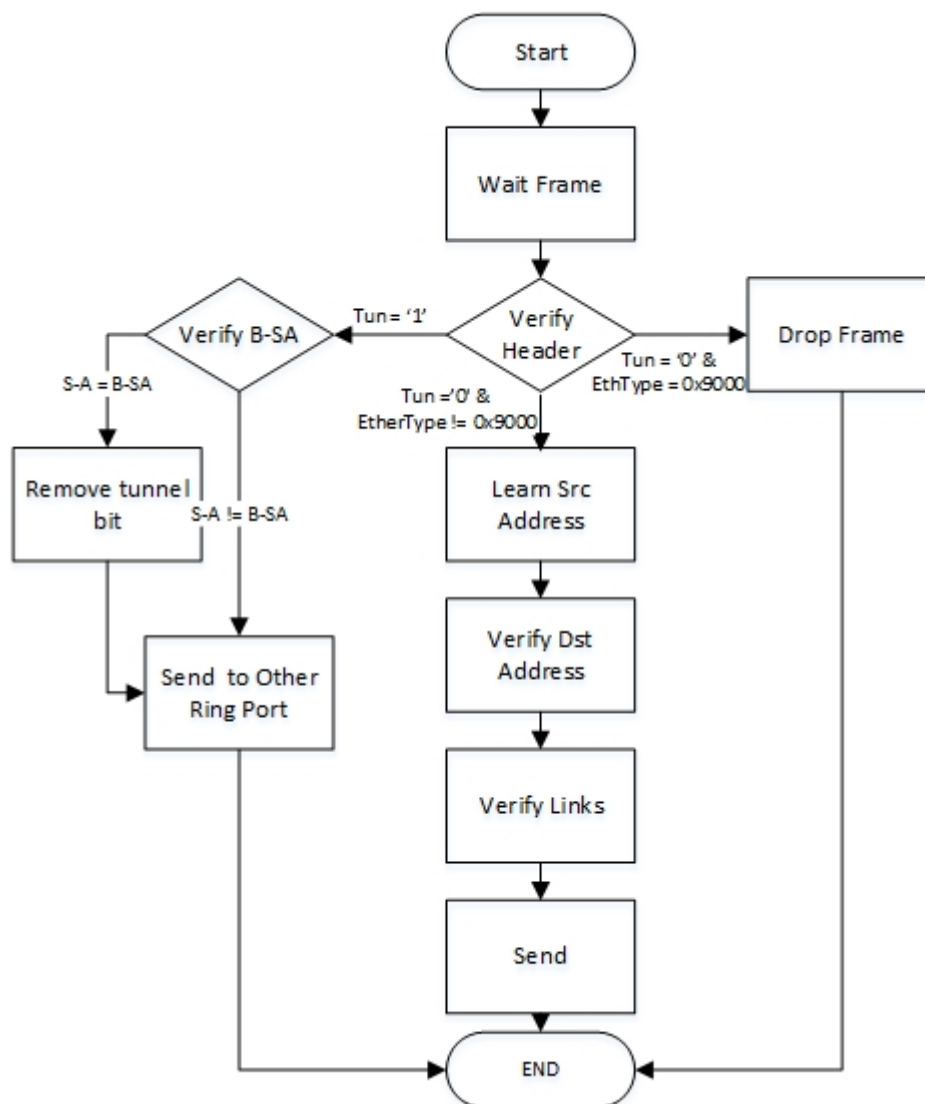 Start
Wait Frame
Verify B-SA
Tun = ‘1’
Verify
Header
Drop Frame
Tun = ‘0’ &
EthType = 0x9000
S-A = B-SA
Tun =‘0’ &
EtherType != 0x9000
Remove tunnel
bit
S-A != B-SA
Learn Src
Address
Verify Dst
Address
Send to Other
Ring Port
Verify Links
Send
END